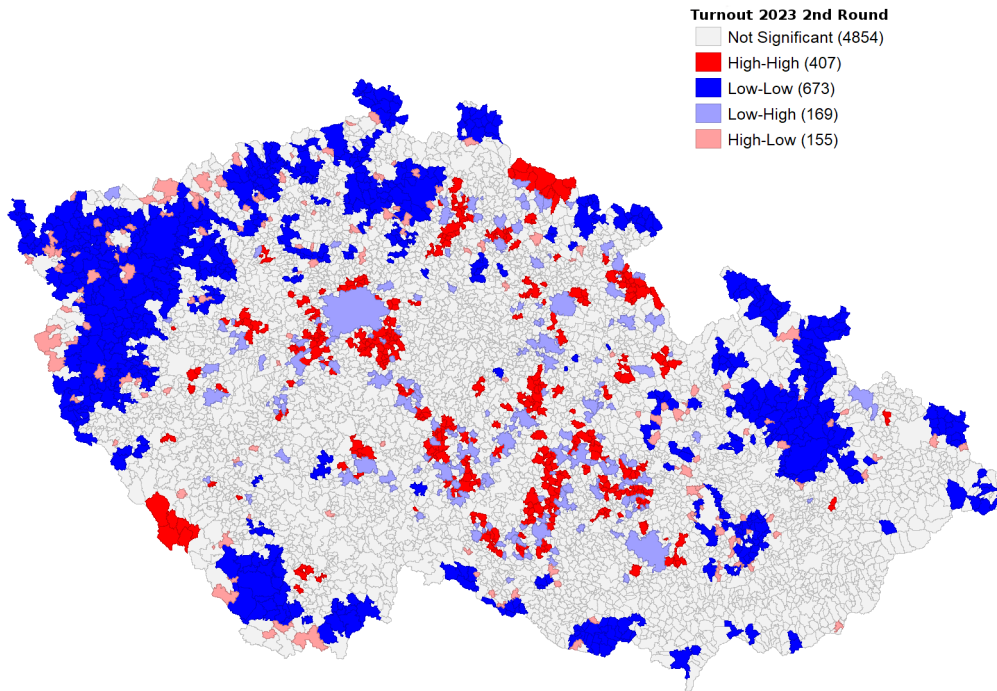 Turnout 2023 2nd Round
Not Significant (4854)
High-High (407)
Low-Low (673)
Low-High (169)
High-Low (155)